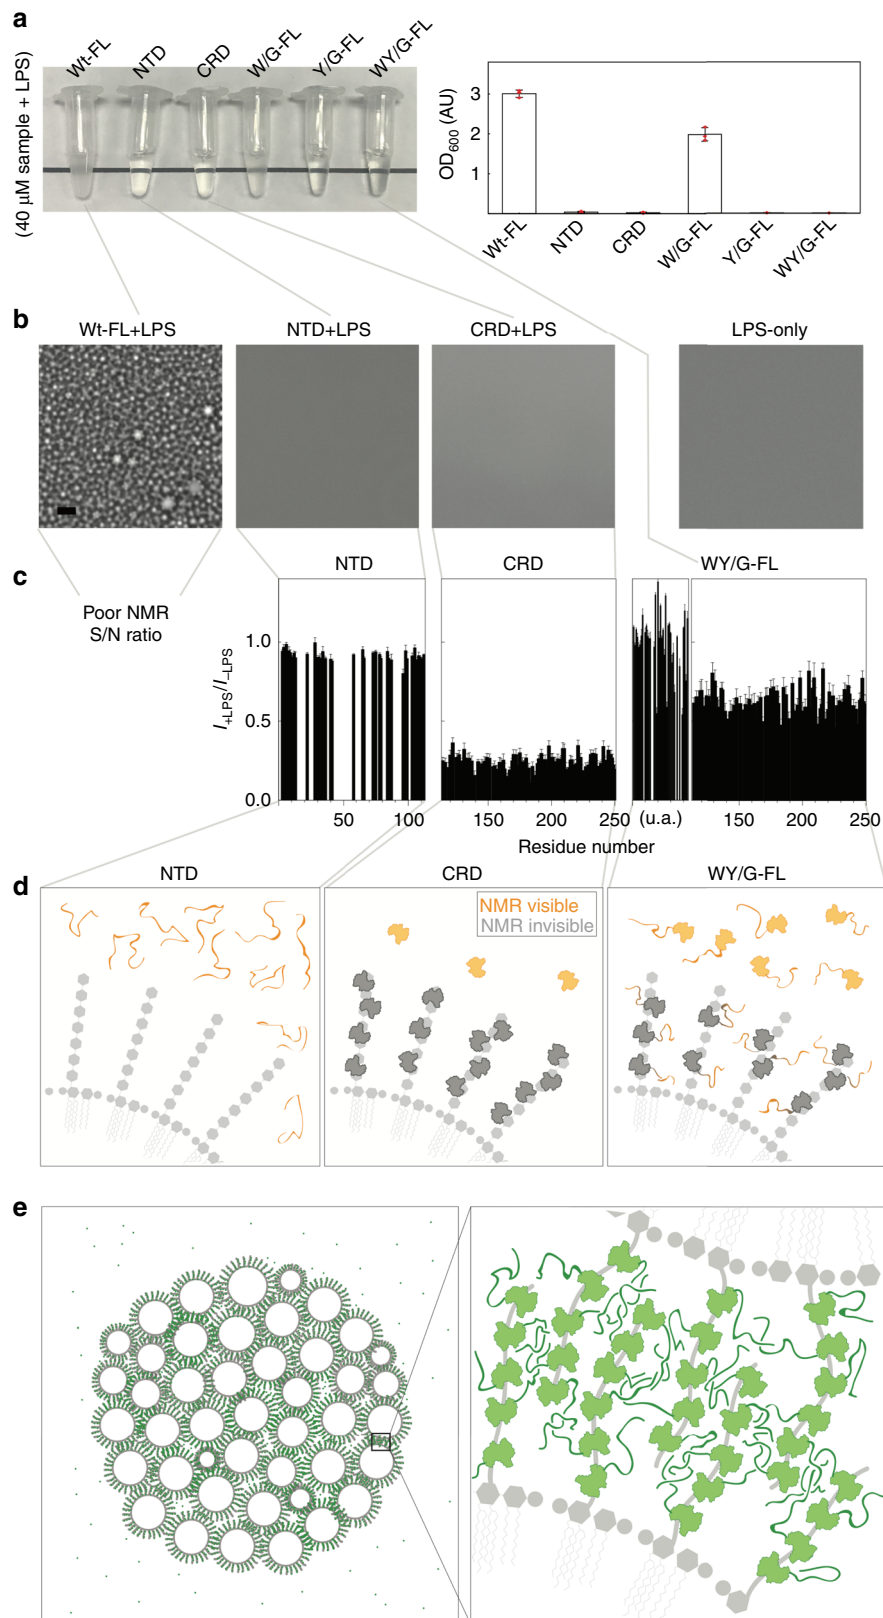 a
(40 µM sample + LPS)
Wt-FL
NTD
CRD
W/G-FL
Y/G-FL
WY/G-FL
OD600 (AU)
3
2
1
Wt-FL
NTD
CRD
W/G-FL
Y/G-FL
WY/G-FL
b
Wt-FL+LPS
NTD+LPS
CRD+LPS
LPS-only
c
Poor NMR
S/N ratio
NTD
CRD
WY/G-FL
I+LPS/I–LPS
1.0
0.5
0.0
50
100
150
200
250
(u.a.)
150
200
250
Residue number
d
NTD
CRD
WY/G-FL
NMR visible
NMR invisible
e